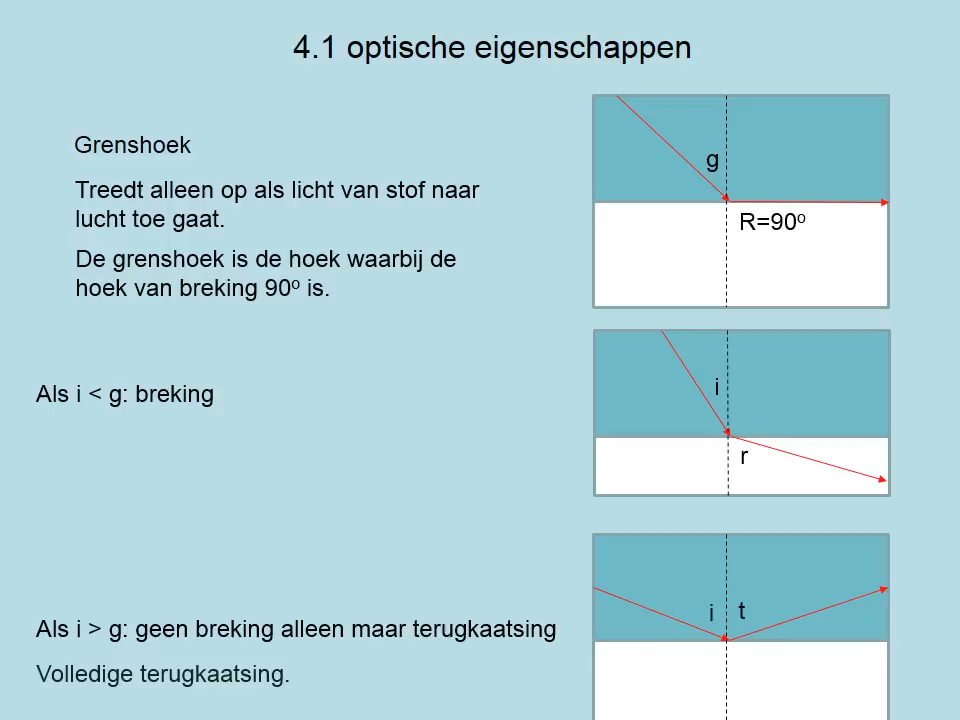 4.1 optische eigenschappen
Grenshoek
Treedt alleen op als licht van stof naar
lucht toe gaat.
De grenshoek is de hoek waarbij de
hoek van breking 90º is.
g
R=90º
Als i < g: breking
i
r
Als i > g: geen breking alleen maar terugkaatsing
Volledige terugkaatsing.
i
t